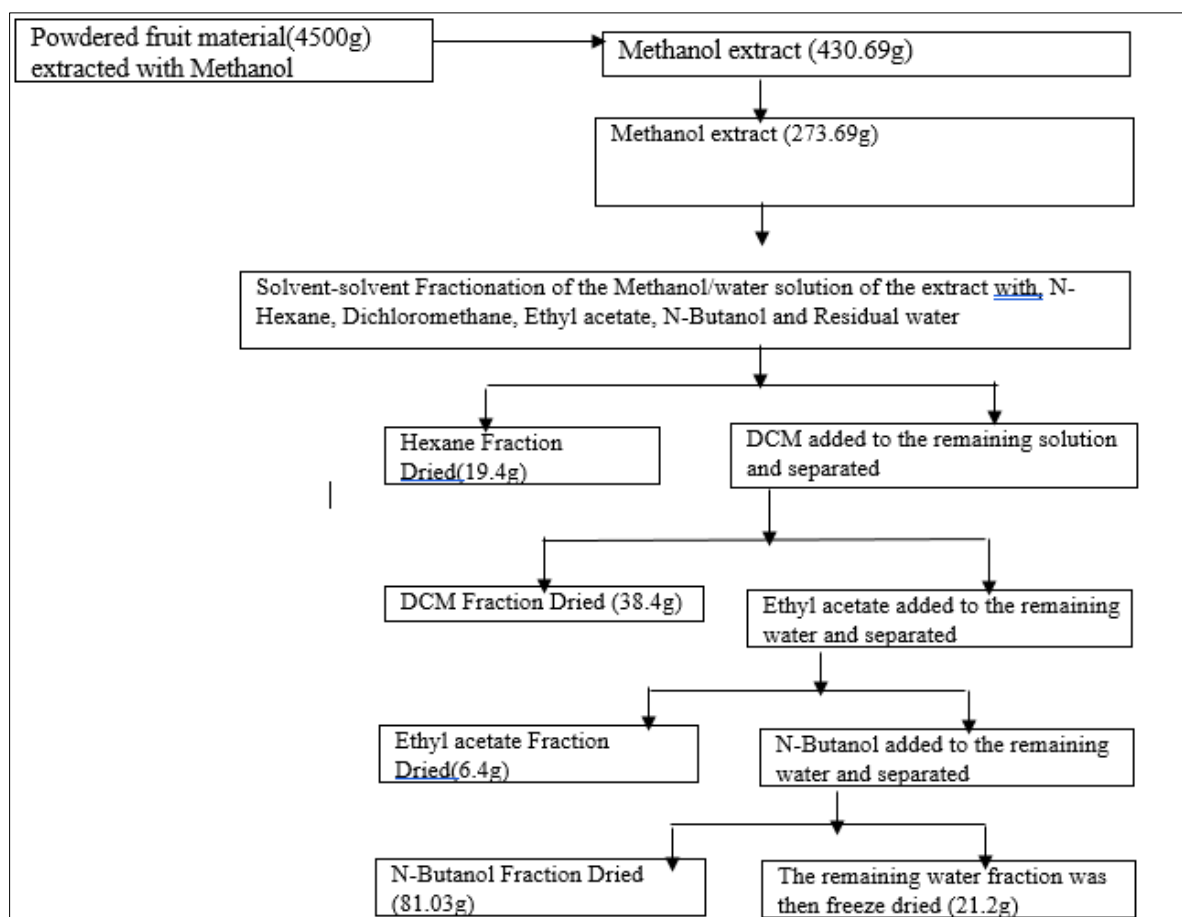 Powdered fruit material(4500g)
extracted with Methanol
Methanol extract (430.69g)
Methanol extract (273.69g)
Solvent-solvent Fractionation of the Methanol/water solution of the extract with, N-
Hexane, Dichloromethane, Ethyl acetate, N-Butanol and Residual water
Hexane Fraction
Dried(19.4g)
DCM added to the remaining solution
and separated
DCM Fraction Dried (38.4g)
Ethyl acetate added to the remaining
water and separated
Ethyl acetate Fraction
Dried(6.4g)
N-Butanol added to the remaining
water and separated
N-Butanol Fraction Dried
(81.03g)
The remaining water fraction was
then freeze dried (21.2g)